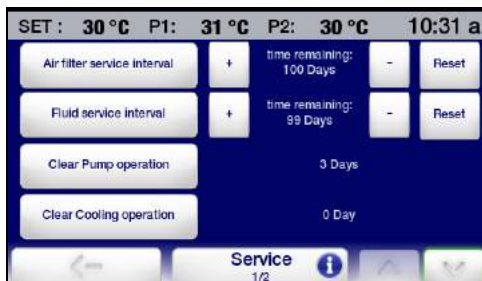 SET : 30 °C P1: 31 °C P2: 30 °C 10:31 a
Air filter service interval + time remaining: 100 Days - Reset
Fluid service interval + time remaining: 99 Days - Reset
Clear Pump operation 3 Days
Clear Cooling operation 0 Day
Service
1/2